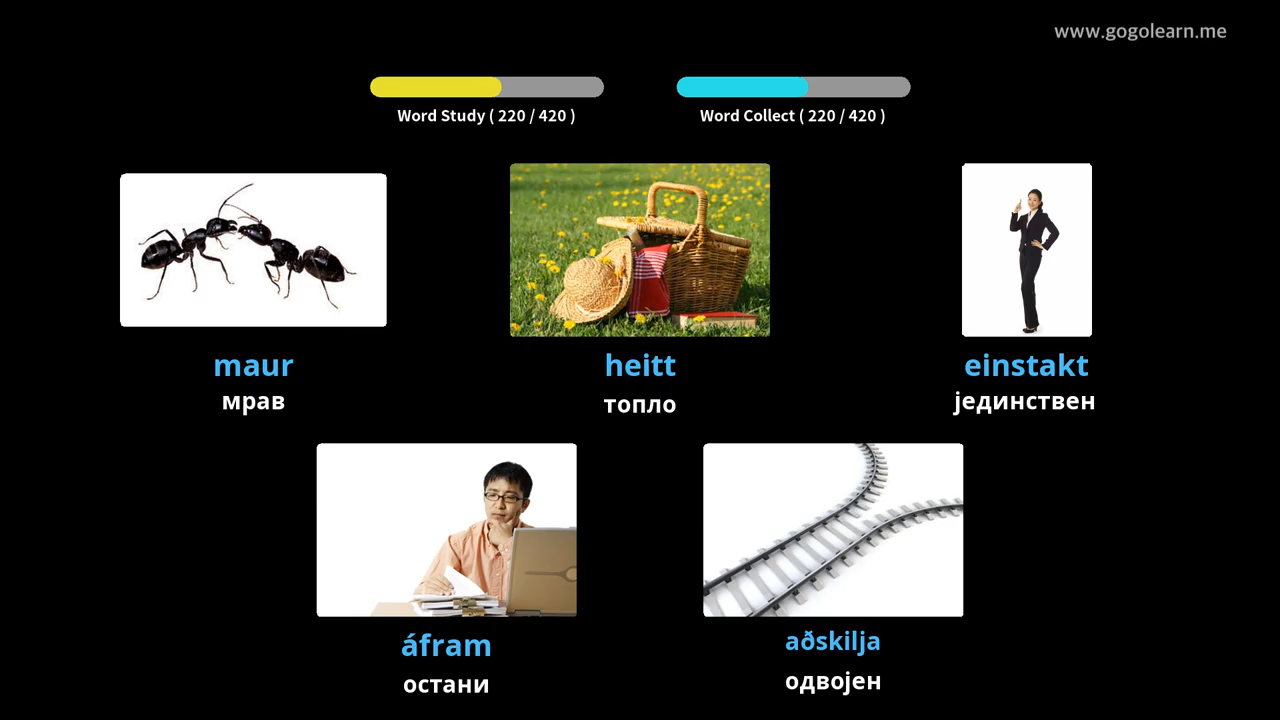 www.gogolearn.me
Word Study ( 220 / 420 )
Word Collect ( 220 / 420 )
maur
мрав
heitt
топло
einstakt
јединствен
áfram
остани
aðskilja
одвојен